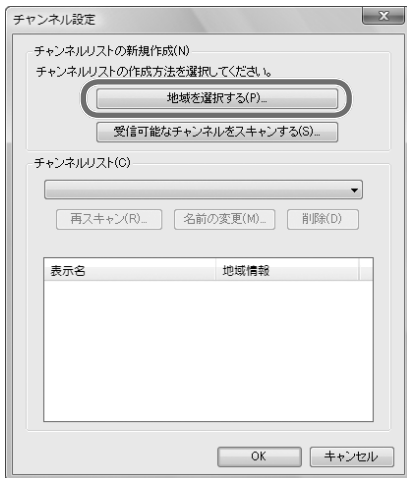 チャンネル設定
チャンネルリストの新規作成(N)
チャンネルリストの作成方法を選択してください。
地域を選択する(P)...
受信可能なチャンネルをスキャンする(S)...
チャンネルリスト(C)
再スキャン(R)... 名前の変更(M)... 削除(D)
表示名 地域情報
OK キャンセル